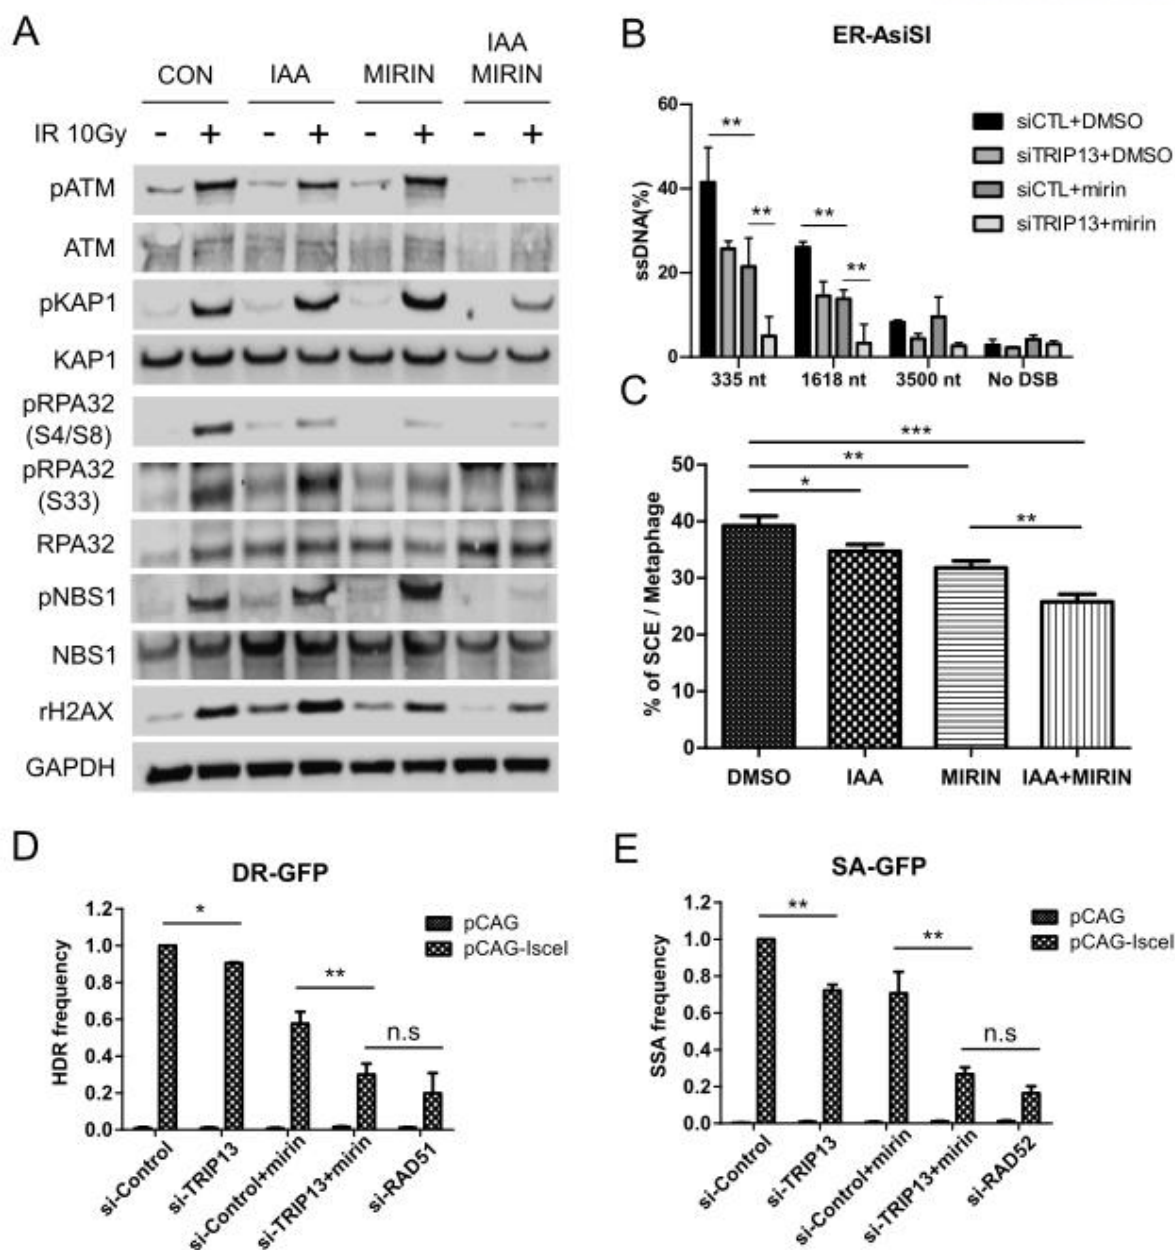 A
CON IAA MIRIN IAA
MIRIN
IR 10Gy - + - + - + - +
pATM
ATM
pKAP1
KAP1
pRPA32
(S4/S8)
pRPA32
(S33)
RPA32
pNBS1
NBS1
rH2AX
GAPDH
B
ER-AsiSI
ssDNA(%)
60
40
20
0
** ** ** **
335 nt 1618 nt 3500 nt No DSB
siCTL+DMSO
siTRIP13+DMSO
siCTL+mirin
siTRIP13+mirin
C
% of SCE / Metaphage
50
40
30
20
10
0
***
**
*
**
DMSO IAA MIRIN IAA+MIRIN
D
DR-GFP
HDR frequency
1.2
1.0
0.8
0.6
0.4
0.2
0.0
*
**
n.s
pCAG
pCAG-IsceI
si-Control
si-TRIP13
si-Control+mirin
si-TRIP13+mirin
si-RAD51
E
SA-GFP
SSA frequency
1.2
1.0
0.8
0.6
0.4
0.2
0.0
**
**
n.s
pCAG
pCAG-IsceI
si-Control
si-TRIP13
si-Control+mirin
si-TRIP13+mirin
si-RAD52